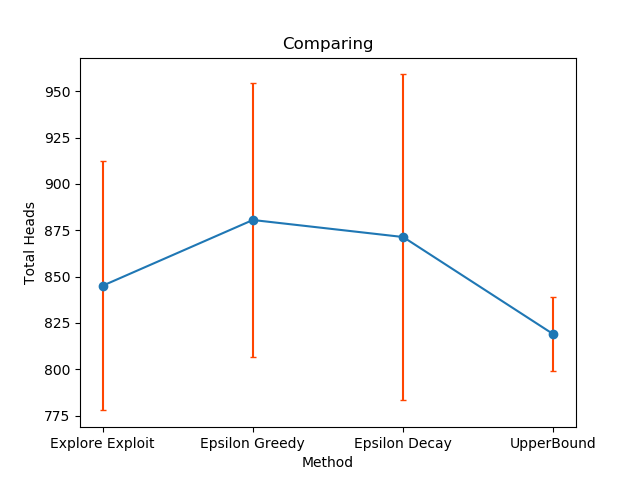 Comparing
Total Heads
950
925
900
875
850
825
800
775
Explore Exploit Epsilon Greedy Epsilon Decay UpperBound
Method